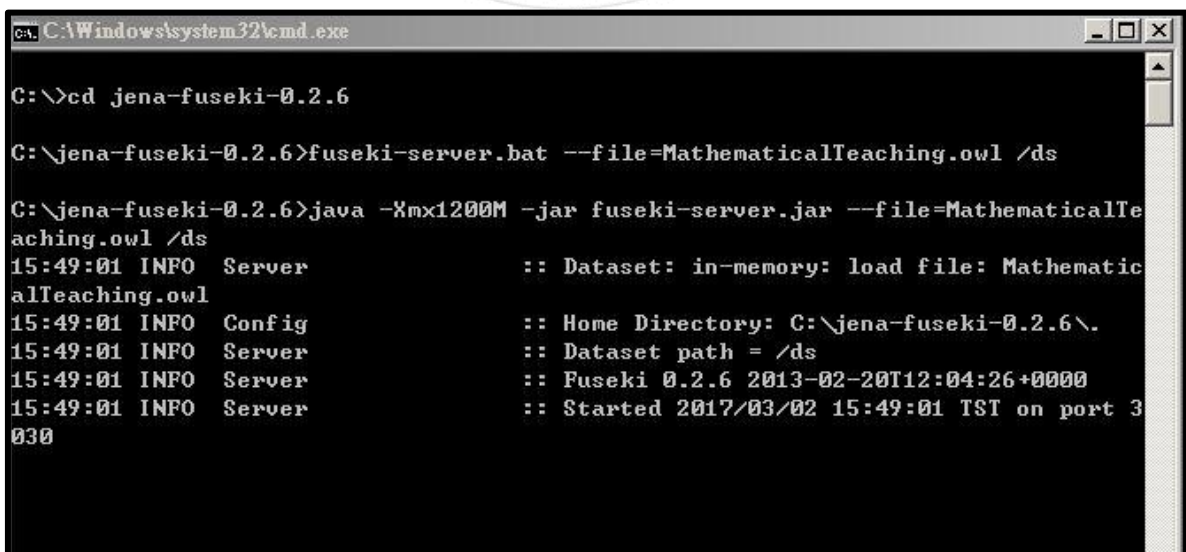 C:\Windows\system32\cmd.exe
C:\>cd jena-fuseki-0.2.6
C:\jena-fuseki-0.2.6>fuseki-server.bat --file=MathematicalTeaching.owl /ds
C:\jena-fuseki-0.2.6>java -Xmx1200M -jar fuseki-server.jar --file=MathematicalTe
aching.owl /ds
15:49:01 INFO  Server               :: Dataset: in-memory: load file: Mathematic
alTeaching.owl
15:49:01 INFO  Config               :: Home Directory: C:\jena-fuseki-0.2.6\.
15:49:01 INFO  Server               :: Dataset path = /ds
15:49:01 INFO  Server               :: Fuseki 0.2.6 2013-02-20T12:04:26+0000
15:49:01 INFO  Server               :: Started 2017/03/02 15:49:01 TST on port 3
030